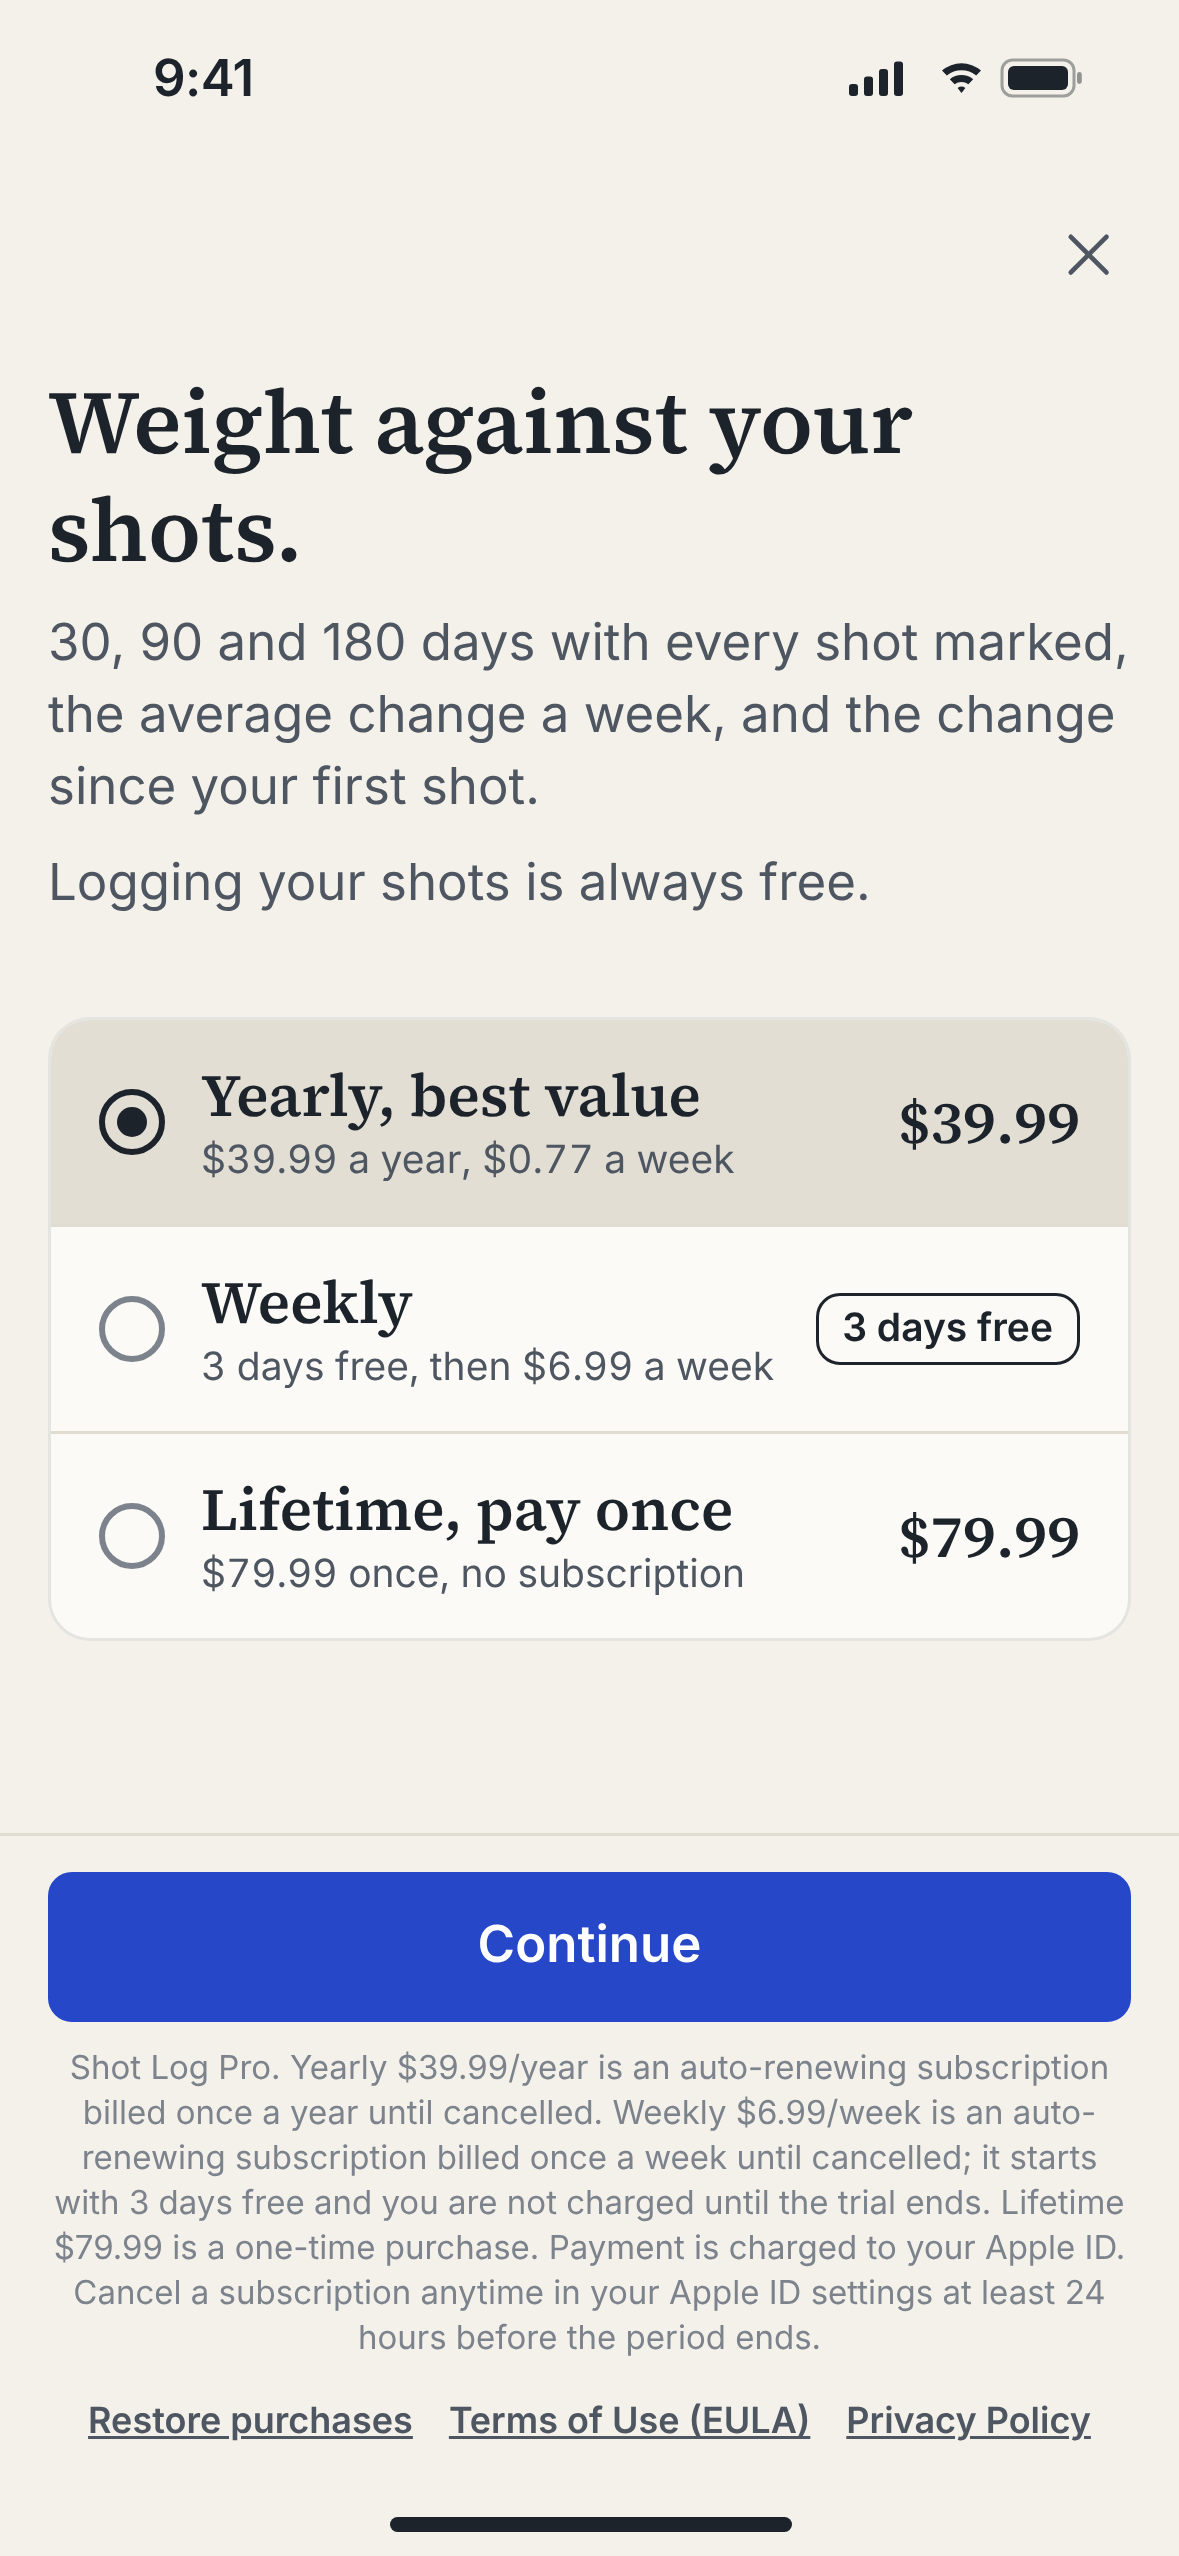 9:41
Weight against your
shots.
30, 90 and 180 days with every shot marked,
the average change a week, and the change
since your first shot.
Logging your shots is always free.
Yearly, best value
$39.99 a year, $0.77 a week
$39.99
Weekly
3 days free, then $6.99 a week
3 days free
Lifetime, pay once
$79.99 once, no subscription
$79.99
Continue
Shot Log Pro. Yearly $39.99/year is an auto-renewing subscription
billed once a year until cancelled. Weekly $6.99/week is an auto-
renewing subscription billed once a week until cancelled; it starts
with 3 days free and you are not charged until the trial ends. Lifetime
$79.99 is a one-time purchase. Payment is charged to your Apple ID.
Cancel a subscription anytime in your Apple ID settings at least 24
hours before the period ends.
Restore purchases Terms of Use (EULA) Privacy Policy